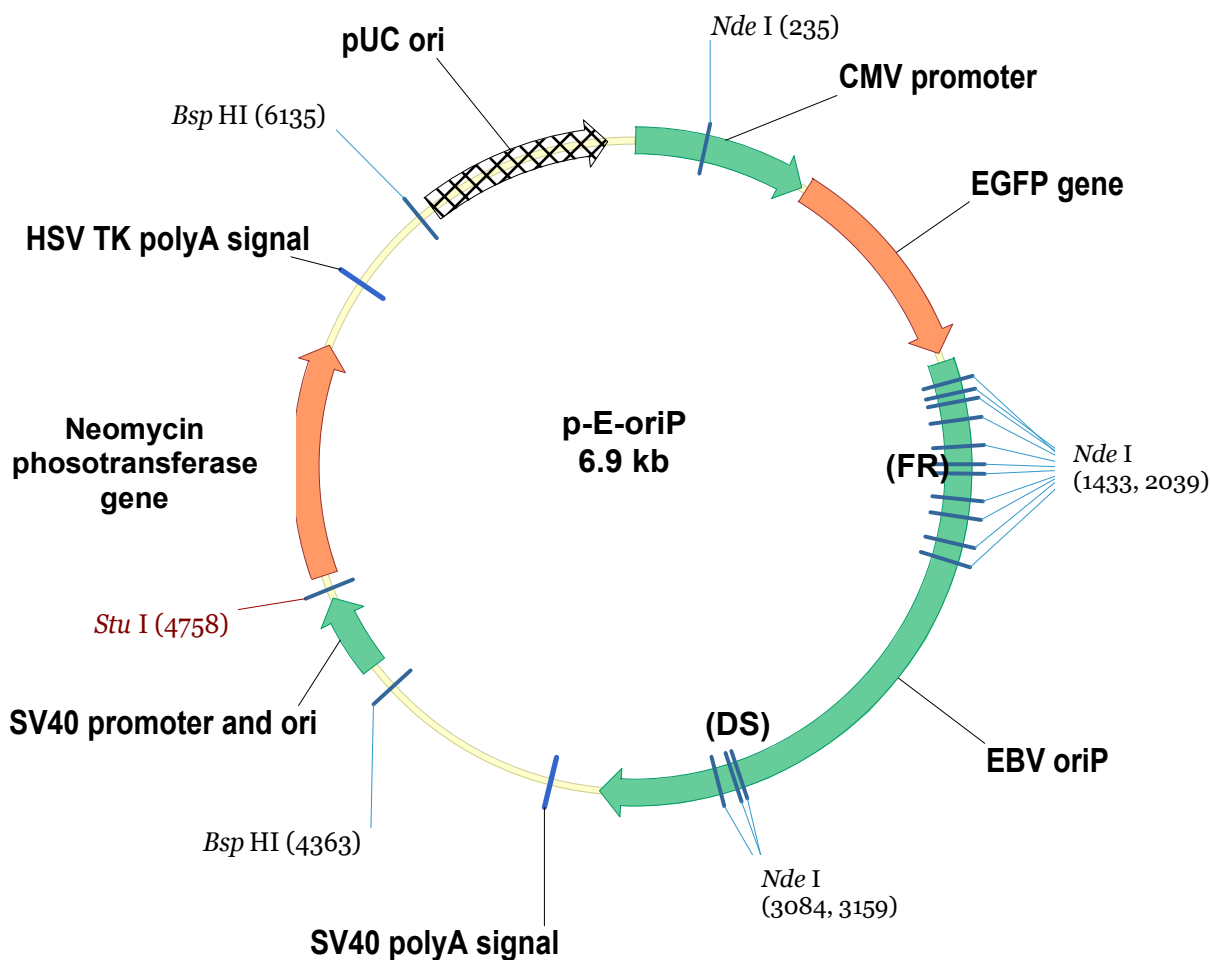 Nde I (235)
pUC ori
CMV promoter
Bsp HI (6135)
EGFP gene
HSV TK polyA signal
p-E-oriP
6.9 kb
Neomycin
phosotransferase
gene
(FR)
Nde I
(1433, 2039)
Stu I (4758)
SV40 promoter and ori
(DS)
EBV oriP
Bsp HI (4363)
Nde I
(3084, 3159)
SV40 polyA signal